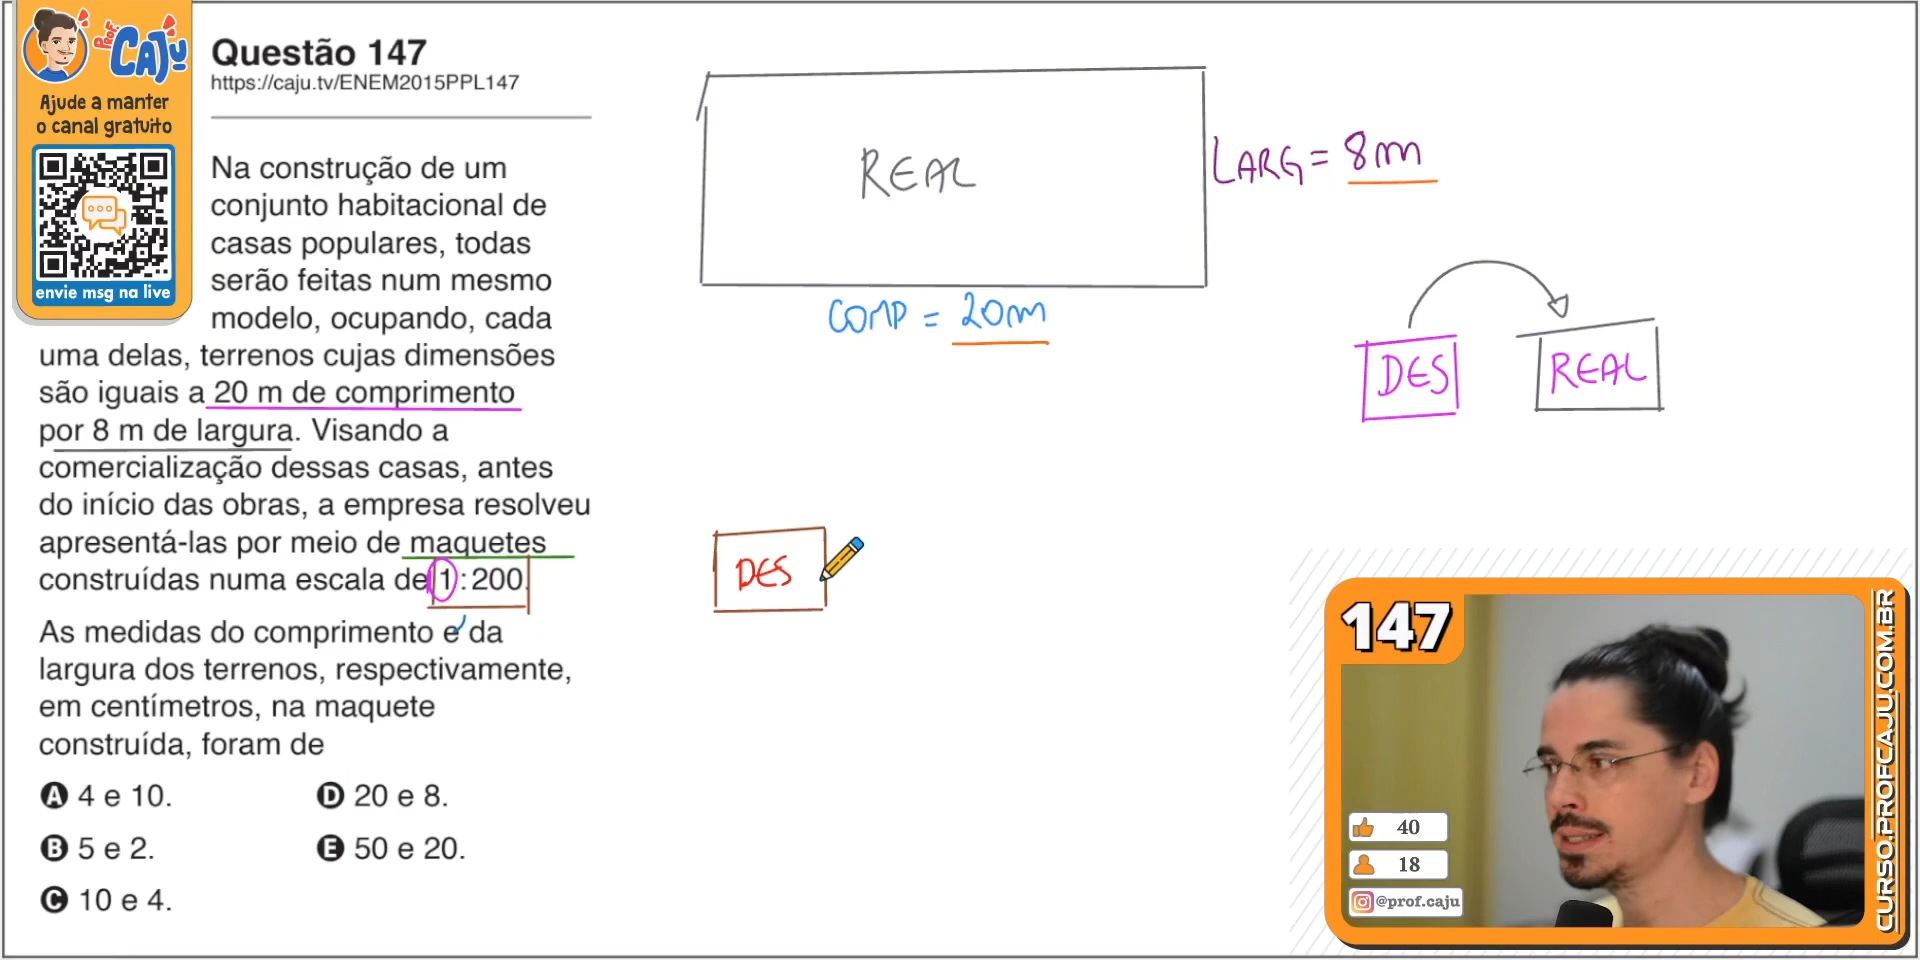 PROF. CAJU
Ajude a manter
o canal gratuito
envie msg na live
Questão 147
https://caju.tv/ENEM2015PPL147
Na construção de um
conjunto habitacional de
casas populares, todas
serão feitas num mesmo
modelo, ocupando, cada
uma delas, terrenos cujas dimensões
são iguais a 20 m de comprimento
por 8 m de largura. Visando a
comercialização dessas casas, antes
do início das obras, a empresa resolveu
apresentá-las por meio de maquetes
construídas numa escala de 1:200.
As medidas do comprimento e da
largura dos terrenos, respectivamente,
em centímetros, na maquete
construída, foram de
A 4 e 10.
B 5 e 2.
C 10 e 4.
D 20 e 8.
E 50 e 20.
REAL
LARG = 8m
COMP = 20m
DES
REAL
DES
147
40
18
@prof.caju
CURSO.PROFCAJU.COM.BR